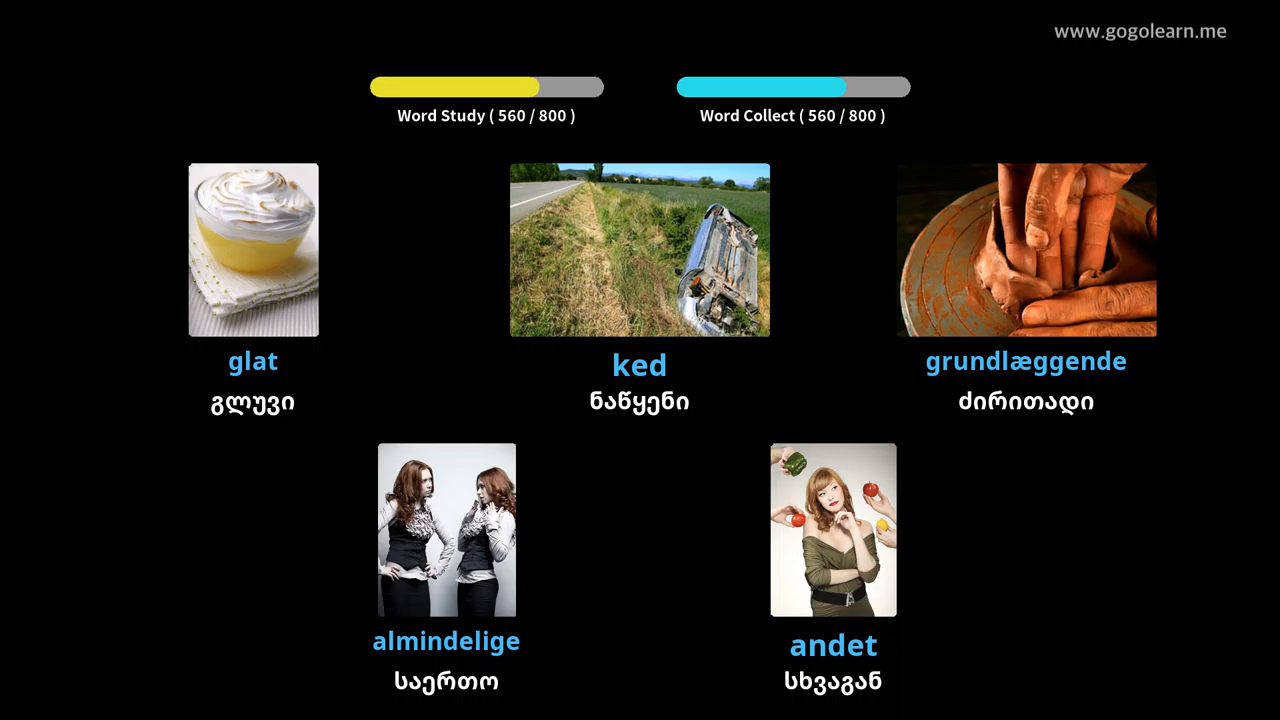 www.gogolearn.me
Word Study ( 560 / 800 )
Word Collect ( 560 / 800 )
glat
ked
grundlæggende
გლუვი
ნაწყენი
ძირითადი
almindelige
andet
საერთო
სხვაგან